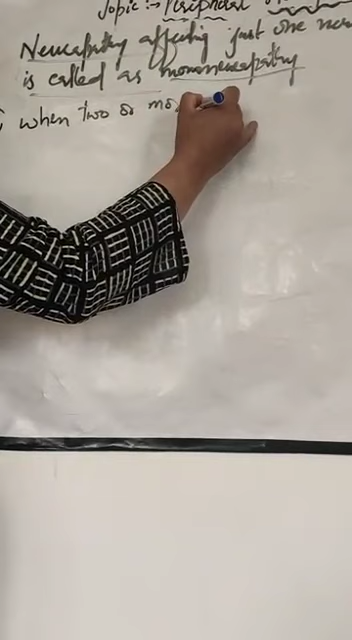 Topic :- Peripheral
Neuropathy affecting just one nerve
is called as mononeuropathy
when two or mo